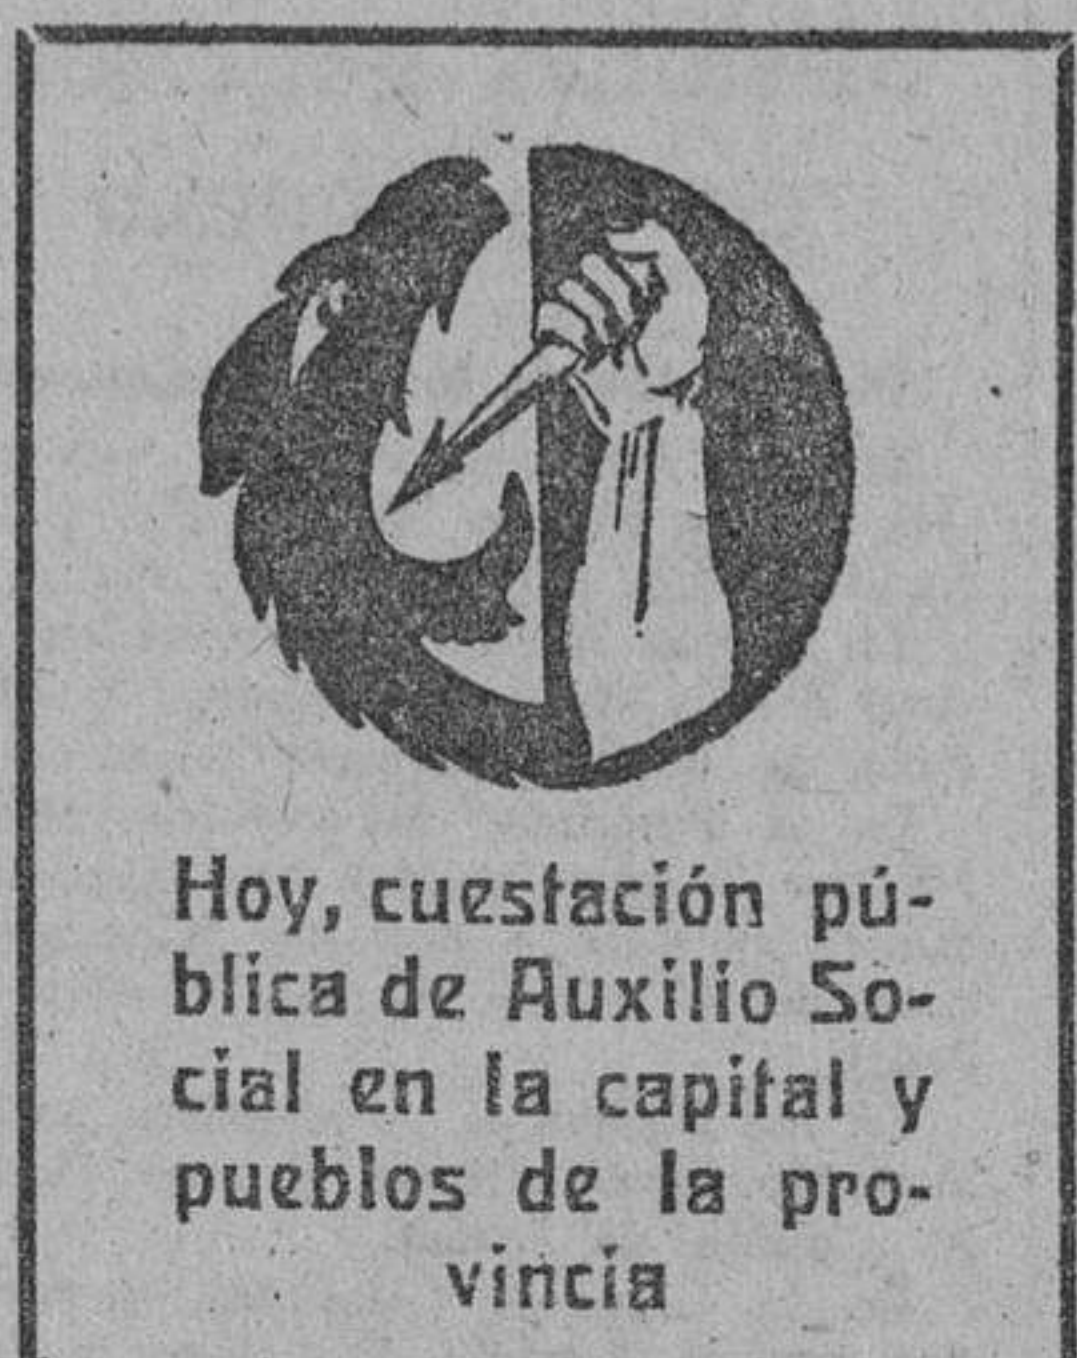 Hoy, cuestación pú-
blica de Auxilio So-
cial en la capital y
pueblos de la pro-
vincia